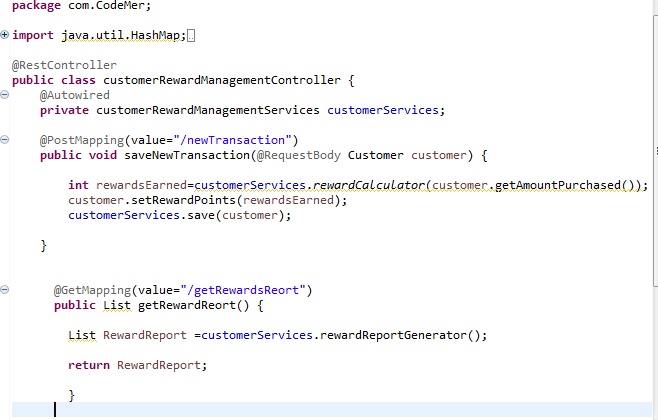 package com.CodeMer;
import java.util.HashMap;
@RestController
public class customerRewardManagementController {
@Autowired
private customerRewardManagementServices customerServices;
@PostMapping(value="/newTransaction")
public void saveNewTransaction(@RequestBody Customer customer) {
int rewardsEarned=customerServices.rewardCalculator(customer.getAmountPurchased());
customer.setRewardPoints(rewardsEarned);
customerServices.save(customer);
}
@GetMapping(value="/getRewardsReort")
public List getRewardReort() {
List RewardReport =customerServices.rewardReportGenerator();
return RewardReport;
}